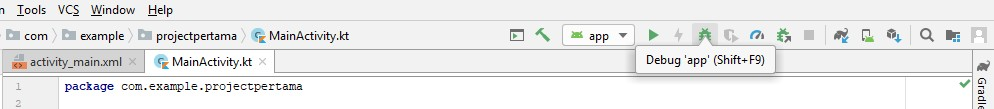 Tools VCS Window Help
com example projectpertama MainActivity.kt app
Debug 'app' (Shift+F9)
activity_main.xml MainActivity.kt
1 package com.example.projectpertama
2